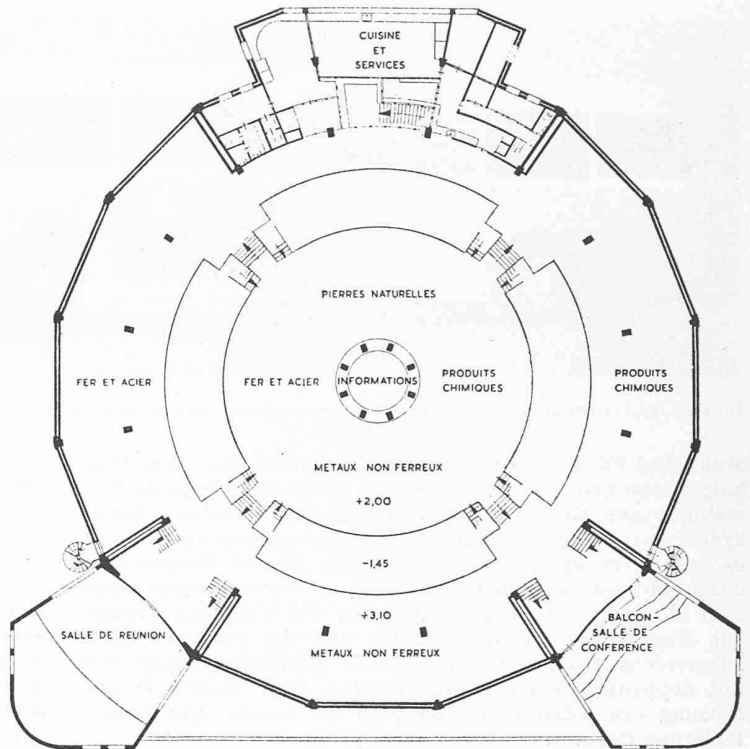 CUISINE
ET
SERVICES
PIERRES NATURELLES
FER ET ACIER
FER ET ACIER
INFORMATIONS
PRODUITS
CHIMIQUES
PRODUITS
CHIMIQUES
METAUX NON FERREUX
+2,00
-1,45
+3,10
METAUX NON FERREUX
SALLE DE REUNION
BALCON-
SALLE DE
CONFERENCE